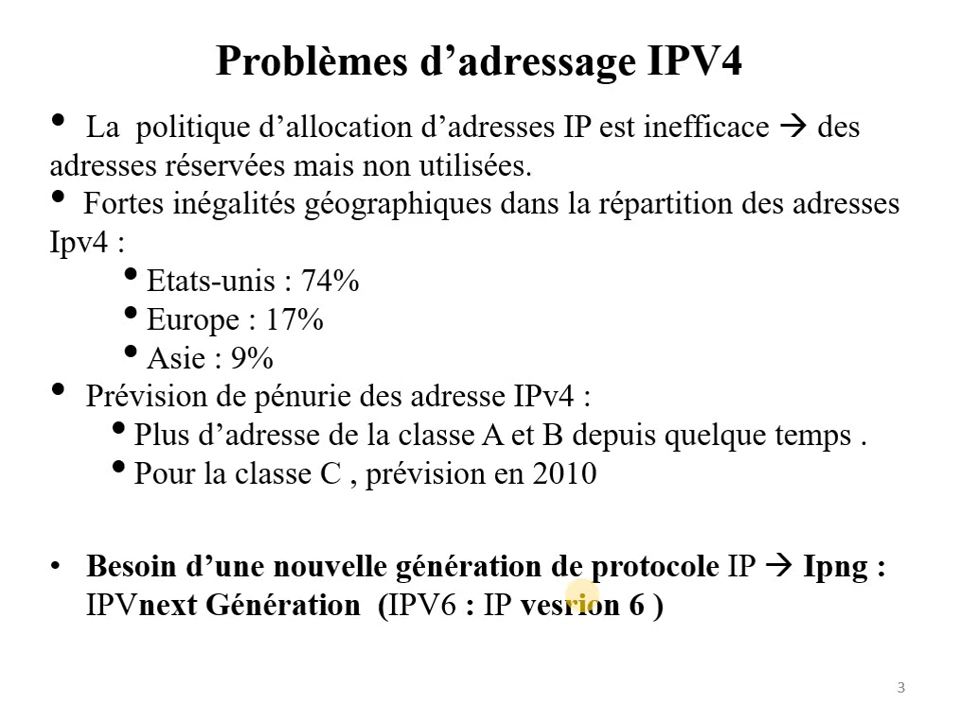 Problèmes d’adressage IPV4
• La politique d’allocation d’adresses IP est inefficace → des
adresses réservées mais non utilisées.
• Fortes inégalités géographiques dans la répartition des adresses
Ipv4 :
• Etats-unis : 74%
• Europe : 17%
• Asie : 9%
• Prévision de pénurie des adresse IPv4 :
• Plus d’adresse de la classe A et B depuis quelque temps .
• Pour la classe C , prévision en 2010
• Besoin d’une nouvelle génération de protocole IP → Ipng :
IPVnext Génération (IPV6 : IP vesrion 6 )
3